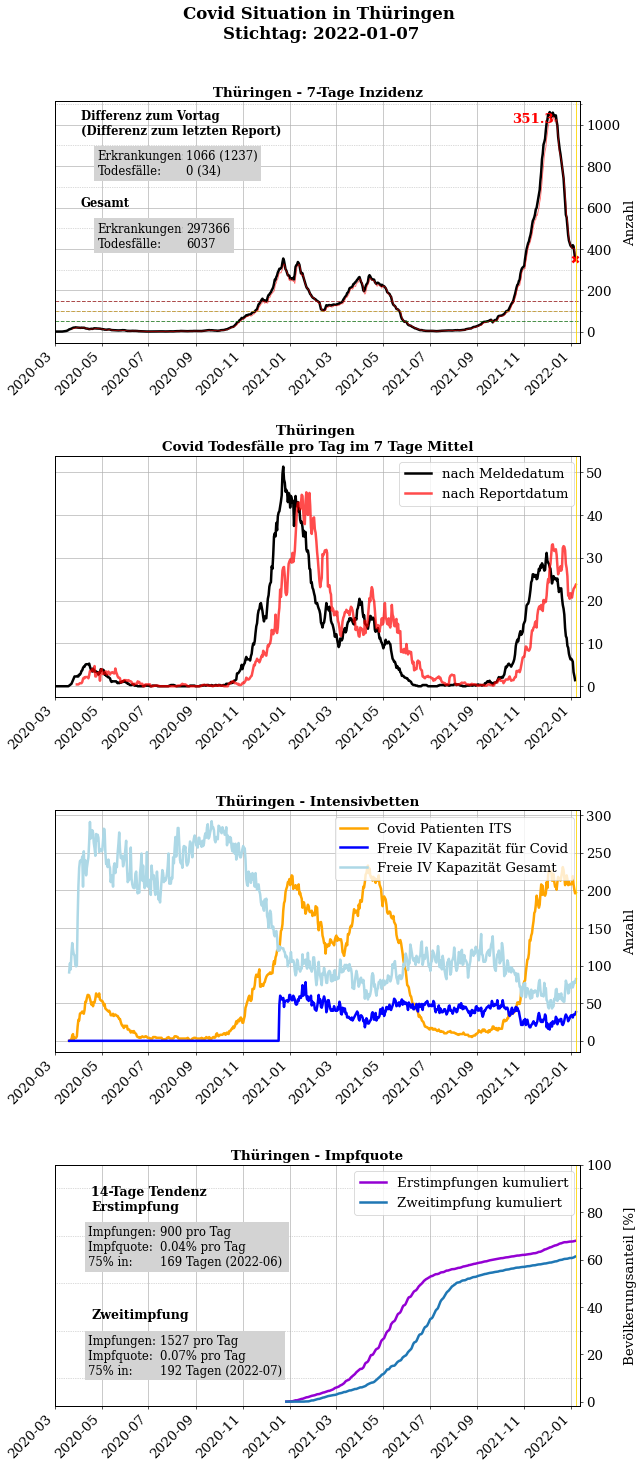 Covid Situation in Thüringen
Stichtag: 2022-01-07
Thüringen - 7-Tage Inzidenz
Differenz zum Vortag
(Differenz zum letzten Report)
Erkrankungen 1066 (1237)
Todesfälle: 0 (34)
Gesamt
Erkrankungen 297366
Todesfälle: 6037
1000
800
600
400
200
0
Anzahl
2020-03
2020-05
2020-07
2020-09
2020-11
2021-01
2021-03
2021-05
2021-07
2021-09
2021-11
2022-01
Thüringen
Covid Todesfälle pro Tag im 7 Tage Mittel
nach Meldedatum
nach Reportdatum
50
40
30
20
10
0
2020-03
2020-05
2020-07
2020-09
2020-11
2021-01
2021-03
2021-05
2021-07
2021-09
2021-11
2022-01
Thüringen - Intensivbetten
Covid Patienten ITS
Freie IV Kapazität für Covid
Freie IV Kapazität Gesamt
300
250
200
150
100
50
0
Anzahl
2020-03
2020-05
2020-07
2020-09
2020-11
2021-01
2021-03
2021-05
2021-07
2021-09
2021-11
2022-01
Thüringen - Impfquote
14-Tage Tendenz
Erstimpfung
Impfungen: 900 pro Tag
Impfquote: 0.04% pro Tag
75% in: 169 Tagen (2022-06)
Zweitimpfung
Impfungen: 1527 pro Tag
Impfquote: 0.07% pro Tag
75% in: 192 Tagen (2022-07)
Erstimpfungen kumuliert
Zweitimpfung kumuliert
100
80
60
40
20
0
Bevölkerungsanteil [%]
2020-03
2020-05
2020-07
2020-09
2020-11
2021-01
2021-03
2021-05
2021-07
2021-09
2021-11
2022-01